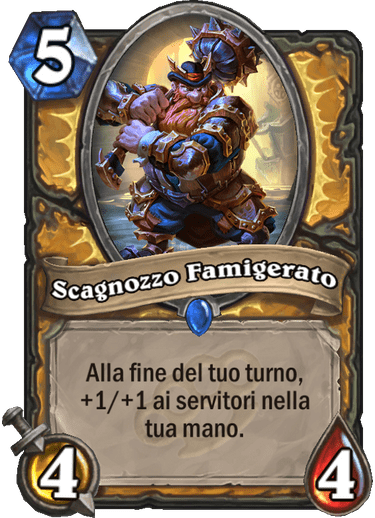 5
Scagnozzo Famigerato
Alla fine del tuo turno,
+1/+1 ai servitori nella
tua mano.
4
4